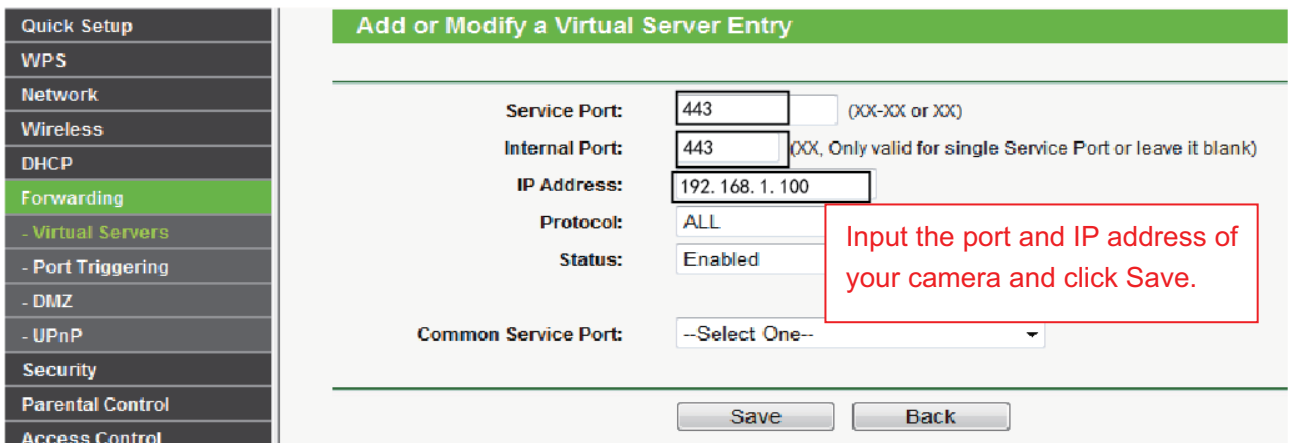 Quick Setup
WPS
Network
Wireless
DHCP
Forwarding
- Virtual Servers
- Port Triggering
- DMZ
- UPnP
Security
Parental Control
Access Control
Add or Modify a Virtual Server Entry
Service Port: 443 (XX-XX or XX)
Internal Port: 443 (XX, Only valid for single Service Port or leave it blank)
IP Address: 192. 168. 1. 100
Protocol: ALL
Status: Enabled
Input the port and IP address of
your camera and click Save.
Common Service Port: --Select One--
Save Back